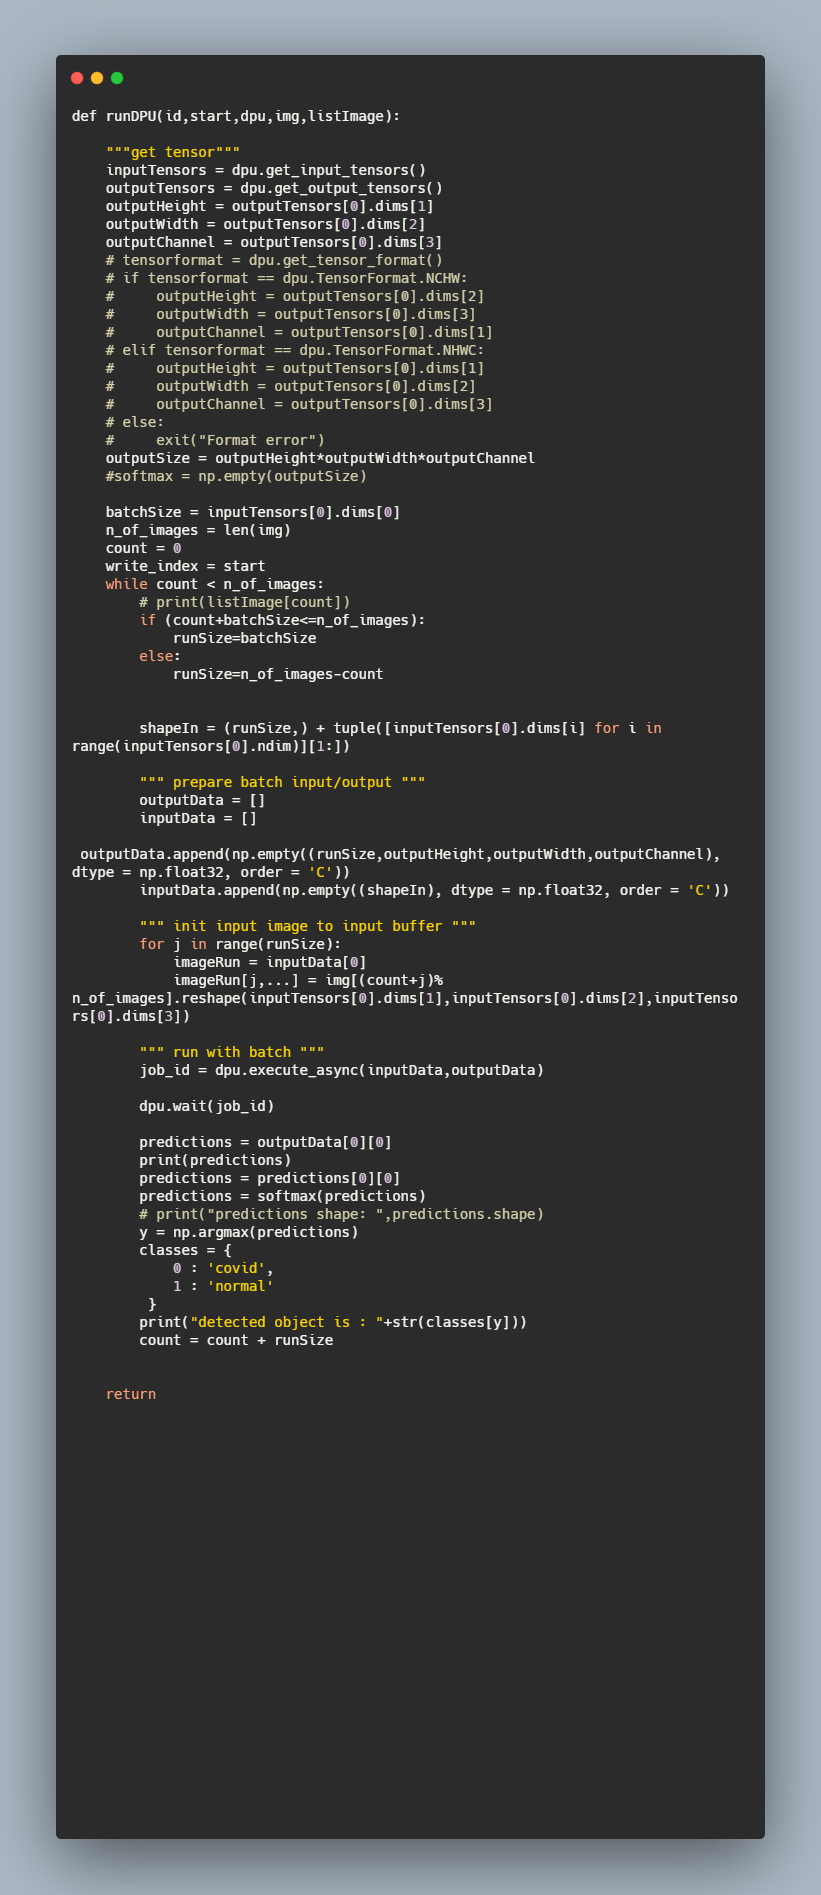 def runDPU(id,start,dpu,img,listImage):
    """get tensor"""
    inputTensors = dpu.get_input_tensors()
    outputTensors = dpu.get_output_tensors()
    outputHeight = outputTensors[0].dims[1]
    outputWidth = outputTensors[0].dims[2]
    outputChannel = outputTensors[0].dims[3]
    # tensorformat = dpu.get_tensor_format()
    # if tensorformat == dpu.TensorFormat.NCHW:
    #     outputHeight = outputTensors[0].dims[2]
    #     outputWidth = outputTensors[0].dims[3]
    #     outputChannel = outputTensors[0].dims[1]
    # elif tensorformat == dpu.TensorFormat.NHWC:
    #     outputHeight = outputTensors[0].dims[1]
    #     outputWidth = outputTensors[0].dims[2]
    #     outputChannel = outputTensors[0].dims[3]
    # else:
    #     exit("Format error")
    outputSize = outputHeight*outputWidth*outputChannel
    #softmax = np.empty(outputSize)
    batchSize = inputTensors[0].dims[0]
    n_of_images = len(img)
    count = 0
    write_index = start
    while count < n_of_images:
        # print(listImage[count])
        if (count+batchSize<=n_of_images):
            runSize=batchSize
        else:
            runSize=n_of_images-count
        shapeIn = (runSize,) + tuple([inputTensors[0].dims[i] for i in
range(inputTensors[0].ndim)][1:])
        """ prepare batch input/output """
        outputData = []
        inputData = []
 outputData.append(np.empty((runSize,outputHeight,outputWidth,outputChannel),
dtype = np.float32, order = 'C'))
        inputData.append(np.empty((shapeIn), dtype = np.float32, order = 'C'))
        """ init input image to input buffer """
        for j in range(runSize):
            imageRun = inputData[0]
            imageRun[j,...] = img[(count+j)%
n_of_images].reshape(inputTensors[0].dims[1],inputTensors[0].dims[2],inputTenso
rs[0].dims[3])
        """ run with batch """
        job_id = dpu.execute_async(inputData,outputData)
        dpu.wait(job_id)
        predictions = outputData[0][0]
        print(predictions)
        predictions = predictions[0][0]
        predictions = softmax(predictions)
        # print("predictions shape: ",predictions.shape)
        y = np.argmax(predictions)
        classes = {
            0 : 'covid',
            1 : 'normal'
         }
        print("detected object is : "+str(classes[y]))
        count = count + runSize
    return